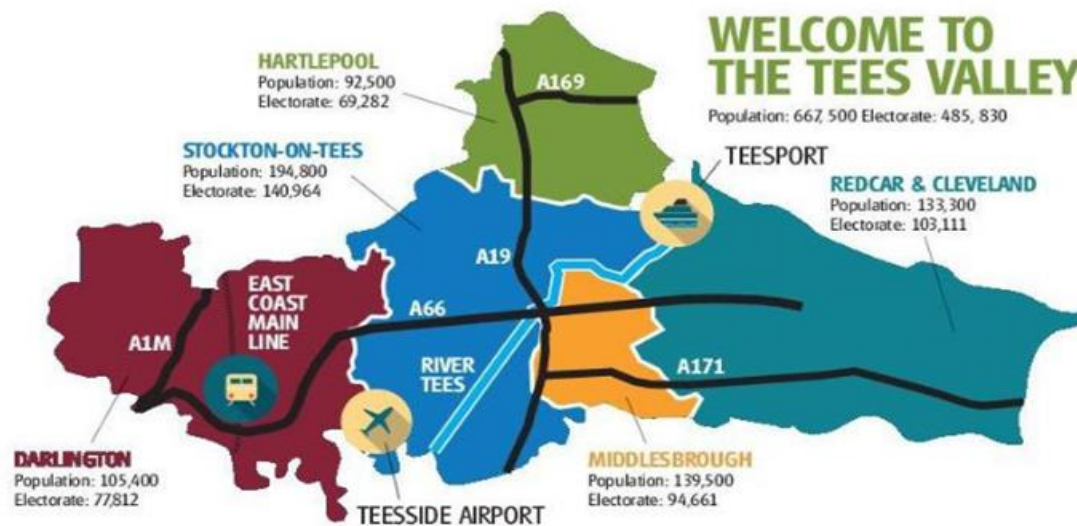 WELCOME TO
THE TEES VALLEY
Population: 667, 500 Electorate: 485, 830
HARTLEPOOL
Population: 92,500
Electorate: 69,282
A169
STOCKTON-ON-TEES
Population: 194,800
Electorate: 140,964
TEESPORT
REDCAR & CLEVELAND
Population: 133,300
Electorate: 103,111
A19
EAST
COAST
MAIN
LINE
A66
A1M
RIVER
TEES
A171
DARLINGTON
Population: 105,400
Electorate: 77,812
MIDDLESBROUGH
Population: 139,500
Electorate: 94,661
TEESSIDE AIRPORT